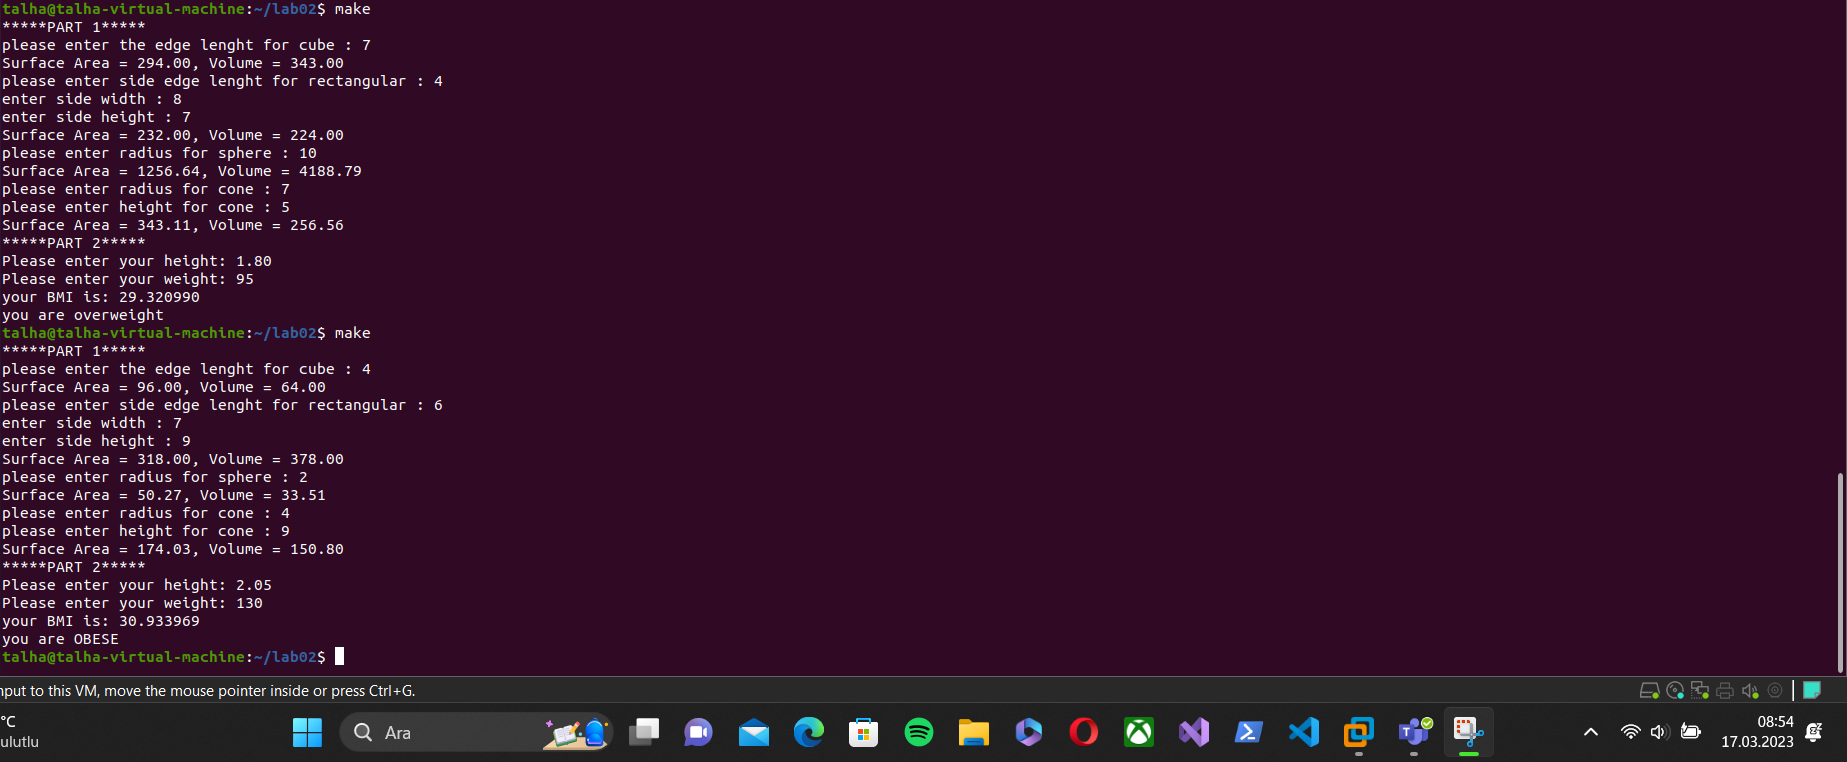 talha@talha-virtual-machine:~/lab02$ make
*****PART 1*****
please enter the edge lenght for cube : 7
Surface Area = 294.00, Volume = 343.00
please enter side edge lenght for rectangular : 4
enter side width : 8
enter side height : 7
Surface Area = 232.00, Volume = 224.00
please enter radius for sphere : 10
Surface Area = 1256.64, Volume = 4188.79
please enter radius for cone : 7
please enter height for cone : 5
Surface Area = 343.11, Volume = 256.56
*****PART 2*****
Please enter your height: 1.80
Please enter your weight: 95
your BMI is: 29.320990
you are overweight
talha@talha-virtual-machine:~/lab02$ make
*****PART 1*****
please enter the edge lenght for cube : 4
Surface Area = 96.00, Volume = 64.00
please enter side edge lenght for rectangular : 6
enter side width : 7
enter side height : 9
Surface Area = 318.00, Volume = 378.00
please enter radius for sphere : 2
Surface Area = 50.27, Volume = 33.51
please enter radius for cone : 4
please enter height for cone : 9
Surface Area = 174.03, Volume = 150.80
*****PART 2*****
Please enter your height: 2.05
Please enter your weight: 130
your BMI is: 30.933969
you are OBESE
talha@talha-virtual-machine:~/lab02$
nput to this VM, move the mouse pointer inside or press Ctrl+G.
°C
ulutlu
Ara
08:54
17.03.2023